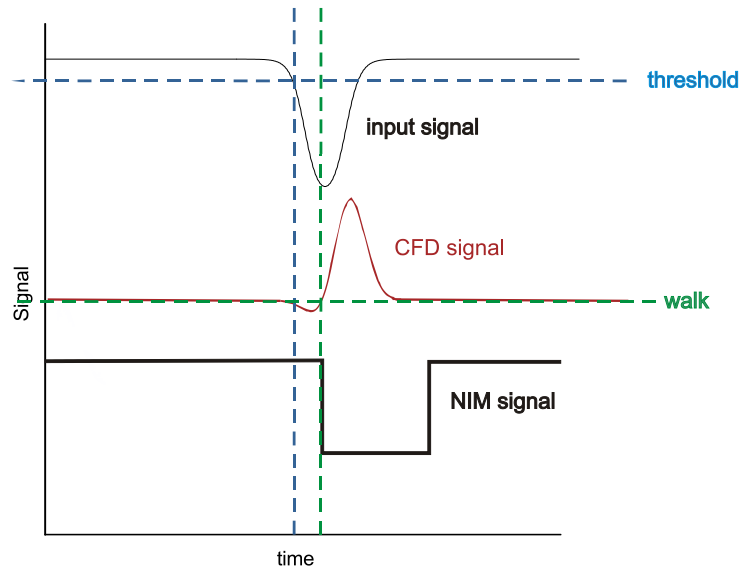 threshold
input signal
CFD signal
Signal
walk
NIM signal
time